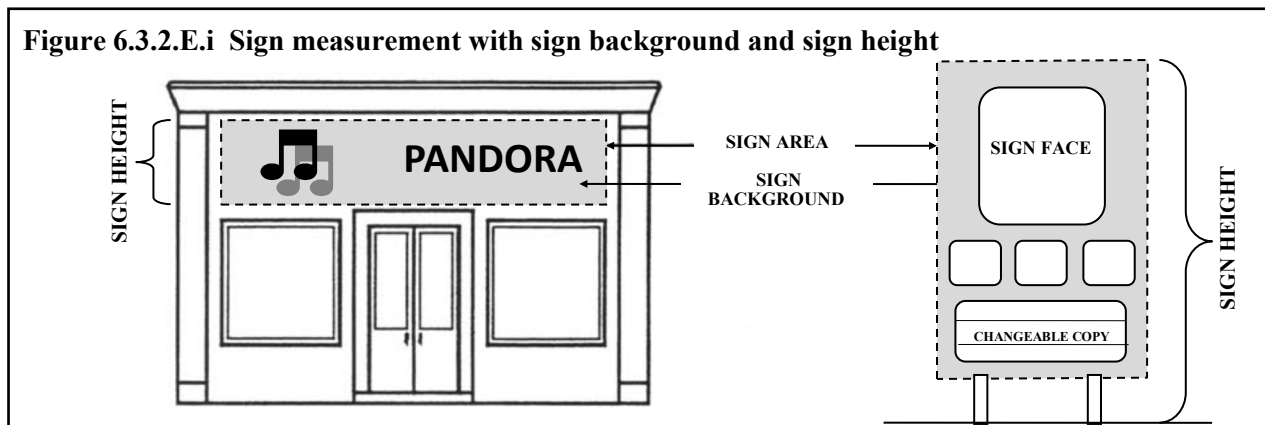 Figure 6.3.2.E.i Sign measurement with sign background and sign height
SIGN HEIGHT
PANDORA
SIGN AREA
SIGN
BACKGROUND
SIGN FACE
CHANGEABLE COPY
SIGN HEIGHT